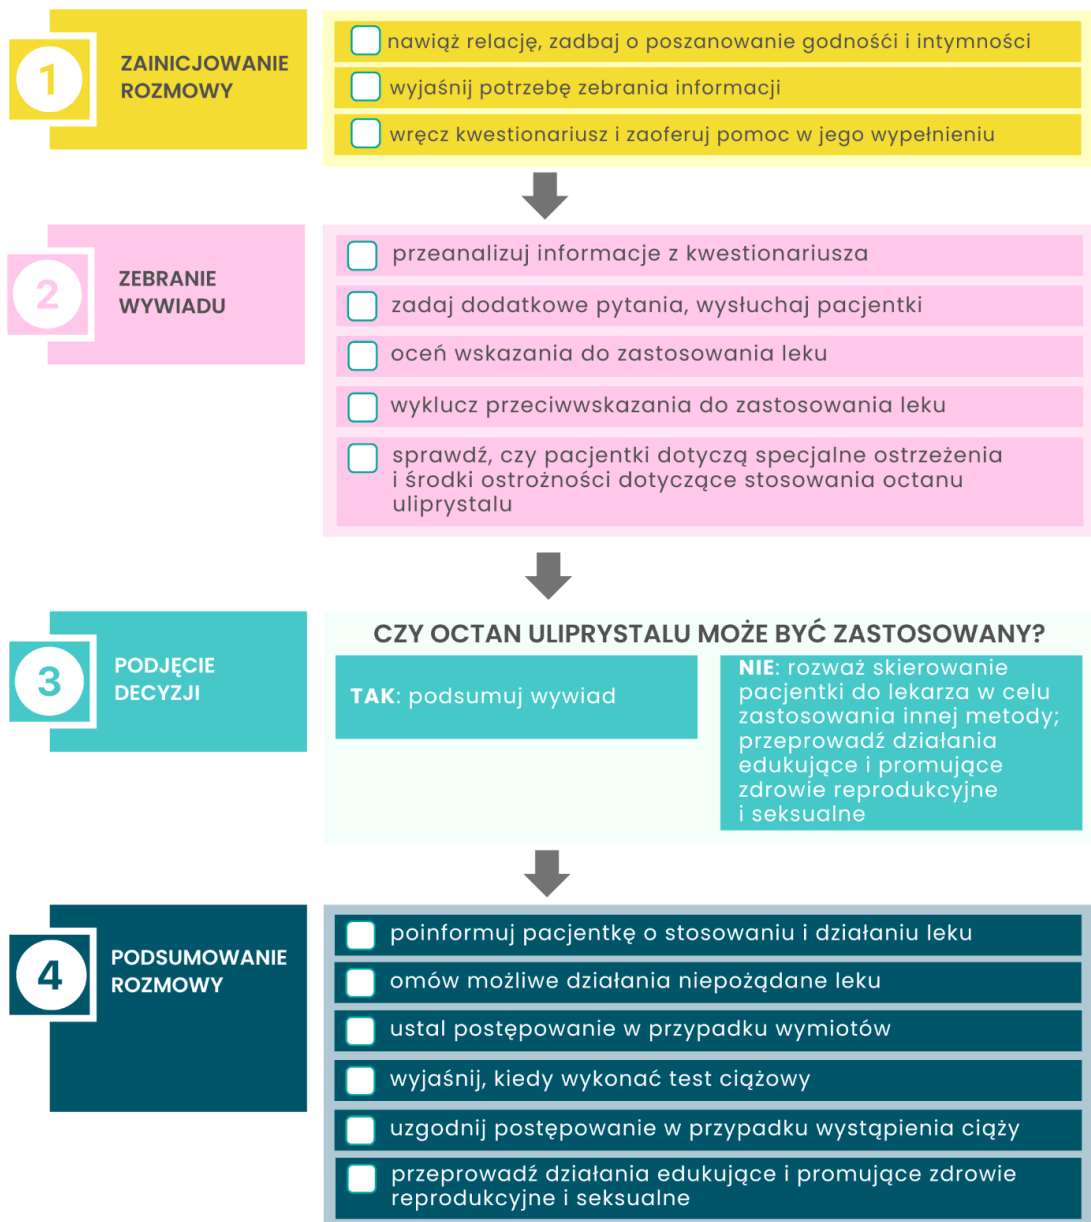 1
ZAINICJOWANIE
ROZMOWY
nawiąż relację, zadbaj o poszanowanie godnośći i intymności
wyjaśnij potrzebę zebrania informacji
wręcz kwestionariusz i zaoferuj pomoc w jego wypełnieniu
2
ZEBRANIE
WYWIADU
przeanalizuj informacje z kwestionariusza
zadaj dodatkowe pytania, wysłuchaj pacjentki
oceń wskazania do zastosowania leku
wyklucz przeciwwskazania do zastosowania leku
sprawdź, czy pacjentki dotyczą specjalne ostrzeżenia
i środki ostrożności dotyczące stosowania octanu
uliprystalu
3
PODJĘCIE
DECYZJI
CZY OCTAN ULIPRYSTALU MOŻE BYĆ ZASTOSOWANY?
TAK: podsumuj wywiad
NIE: rozważ skierowanie
pacjentki do lekarza w celu
zastosowania innej metody;
przeprowadź działania
edukujące i promujące
zdrowie reprodukcyjne
i seksualne
4
PODSUMOWANIE
ROZMOWY
poinformuj pacjentkę o stosowaniu i działaniu leku
omów możliwe działania niepożądane leku
ustal postępowanie w przypadku wymiotów
wyjaśnij, kiedy wykonać test ciążowy
uzgodnij postępowanie w przypadku wystąpienia ciąży
przeprowadź działania edukujące i promujące zdrowie
reprodukcyjne i seksualne